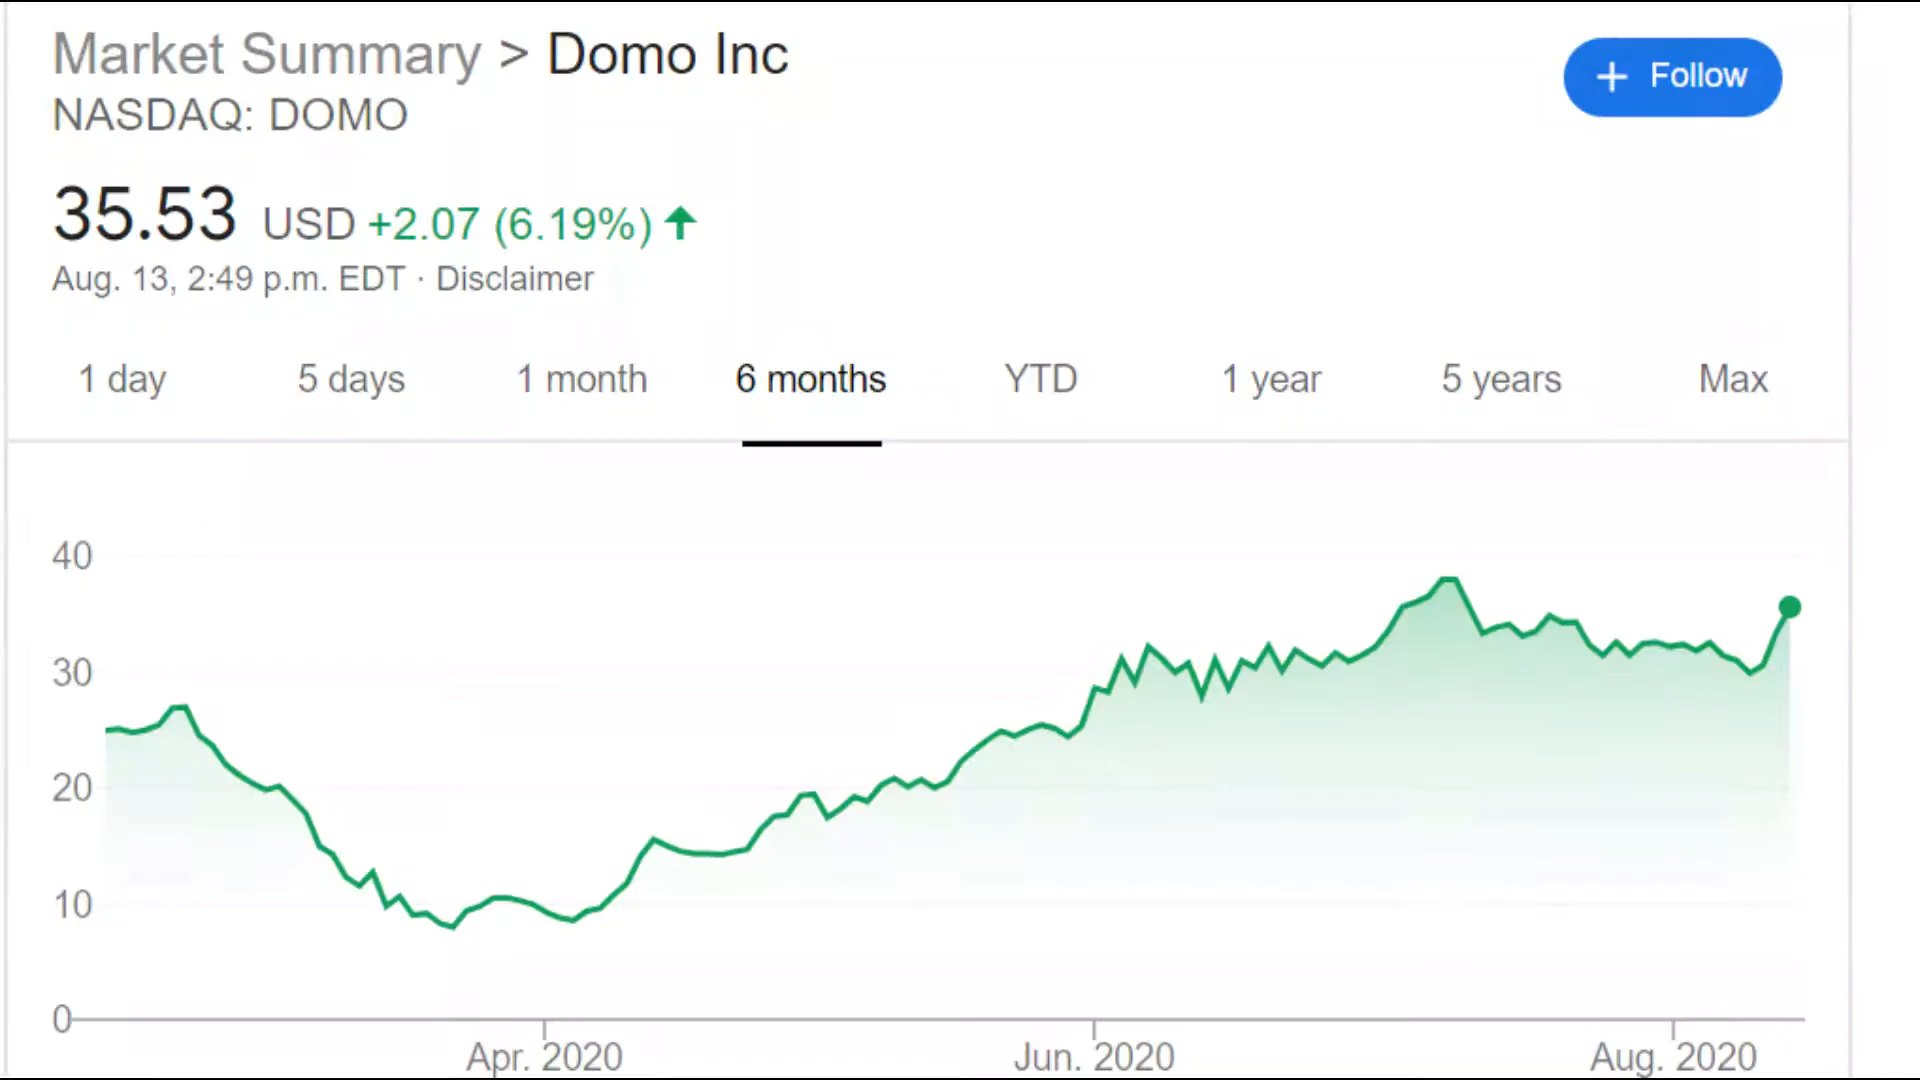 Market Summary > Domo Inc
+ Follow
NASDAQ: DOMO
35.53 USD +2.07 (6.19%)
Aug. 13, 2:49 p.m. EDT · Disclaimer
1 day 5 days 1 month 6 months YTD 1 year 5 years Max
40
30
20
10
0
Apr. 2020 Jun. 2020 Aug. 2020